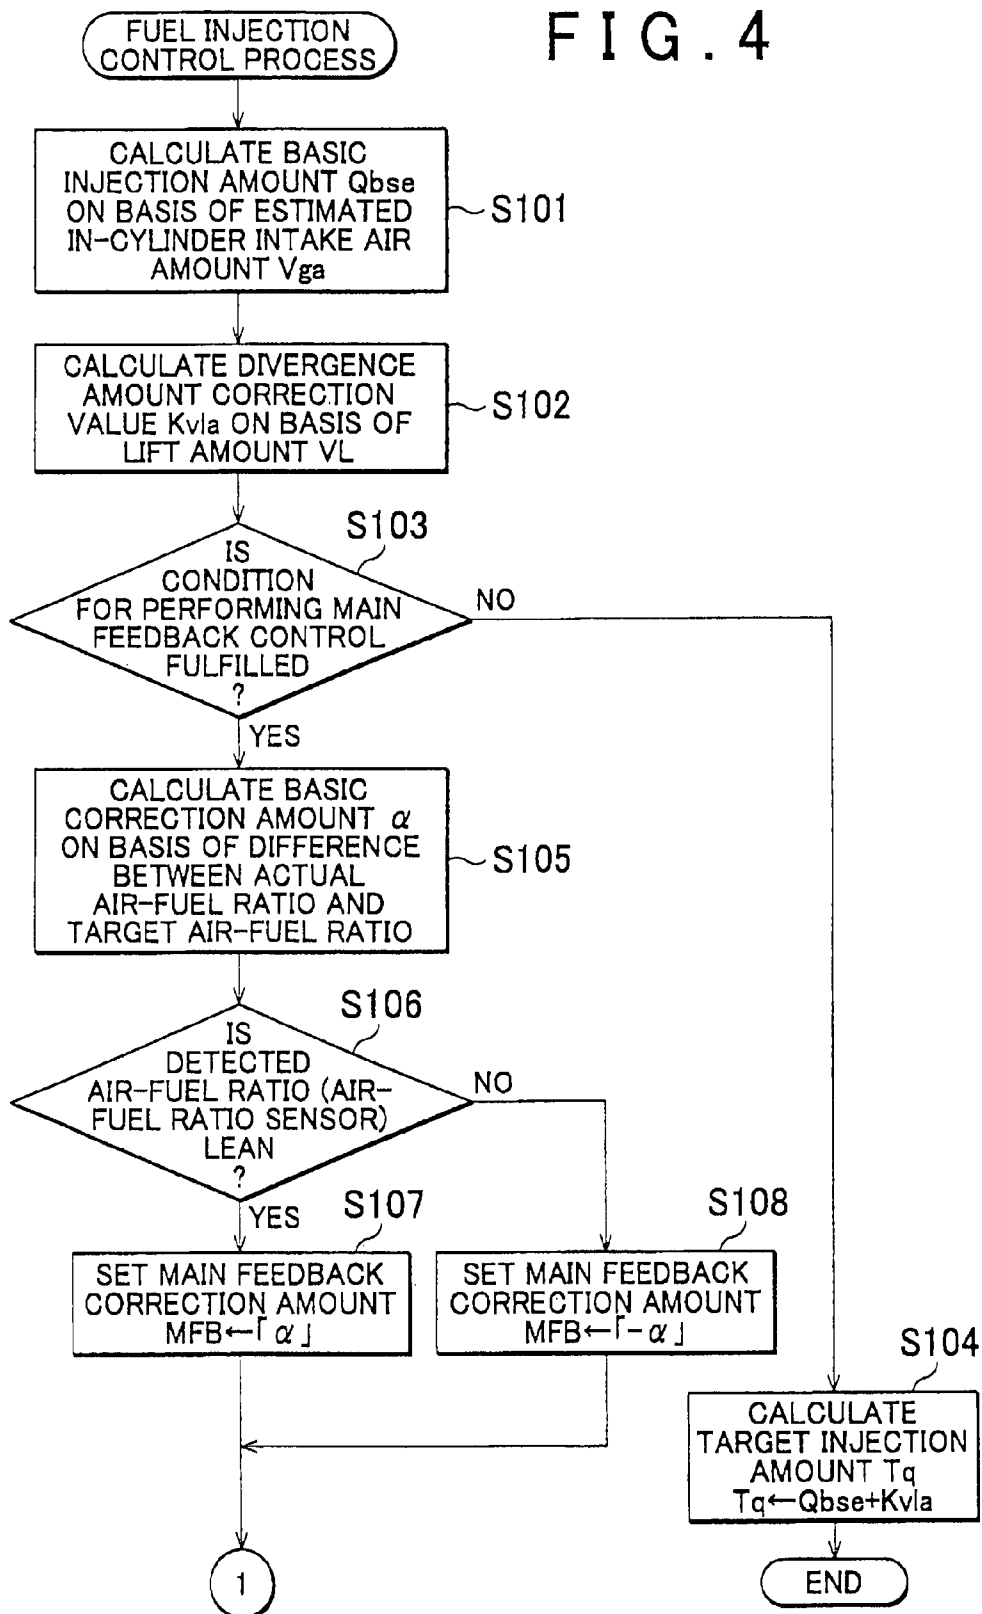 FIG.4
FUEL INJECTION
CONTROL PROCESS
CALCULATE BASIC
INJECTION AMOUNT Qbse
ON BASIS OF ESTIMATED
IN-CYLINDER INTAKE AIR
AMOUNT Vga
S101
CALCULATE DIVERGENCE
AMOUNT CORRECTION
VALUE Kvla ON BASIS OF
LIFT AMOUNT VL
S102
S103
IS
CONDITION
FOR PERFORMING MAIN
FEEDBACK CONTROL
FULFILLED
?
NO
YES
CALCULATE BASIC
CORRECTION AMOUNT α
ON BASIS OF DIFFERENCE
BETWEEN ACTUAL
AIR-FUEL RATIO AND
TARGET AIR-FUEL RATIO
S105
S106
IS
DETECTED
AIR-FUEL RATIO (AIR-
FUEL RATIO SENSOR)
LEAN
?
NO
YES
S107
SET MAIN FEEDBACK
CORRECTION AMOUNT
MFB←「α」
S108
SET MAIN FEEDBACK
CORRECTION AMOUNT
MFB←「-α」
S104
CALCULATE
TARGET INJECTION
AMOUNT Tq
Tq←Qbse+Kvla
1
END